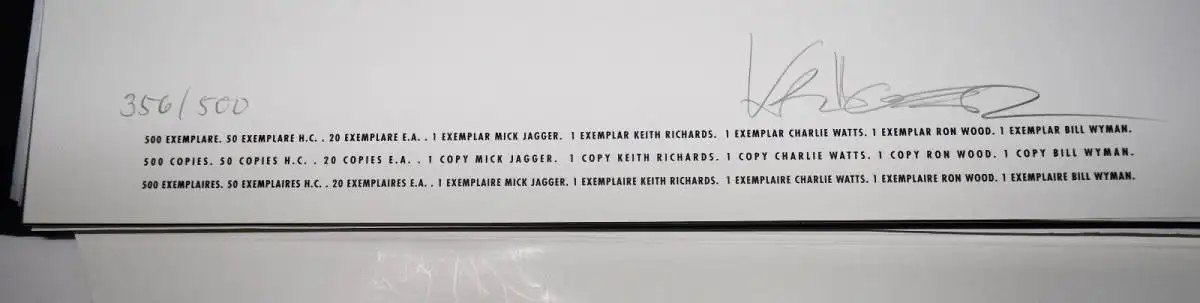 356/500
500 EXEMPLARE. 50 EXEMPLARE H.C. . 20 EXEMPLARE E.A. . 1 EXEMPLAR MICK JAGGER. 1 EXEMPLAR KEITH RICHARDS. 1 EXEMPLAR CHARLIE WATTS. 1 EXEMPLAR RON WOOD. 1 EXEMPLAR BILL WYMAN.
500 COPIES. 50 COPIES H.C. . 20 COPIES E.A. . 1 COPY MICK JAGGER. 1 COPY KEITH RICHARDS. 1 COPY CHARLIE WATTS. 1 COPY RON WOOD. 1 COPY BILL WYMAN.
500 EXEMPLAIRES. 50 EXEMPLAIRES H.C. . 20 EXEMPLAIRES E.A. . 1 EXEMPLAIRE MICK JAGGER. 1 EXEMPLAIRE KEITH RICHARDS. 1 EXEMPLAIRE CHARLIE WATTS. 1 EXEMPLAIRE RON WOOD. 1 EXEMPLAIRE BILL WYMAN.